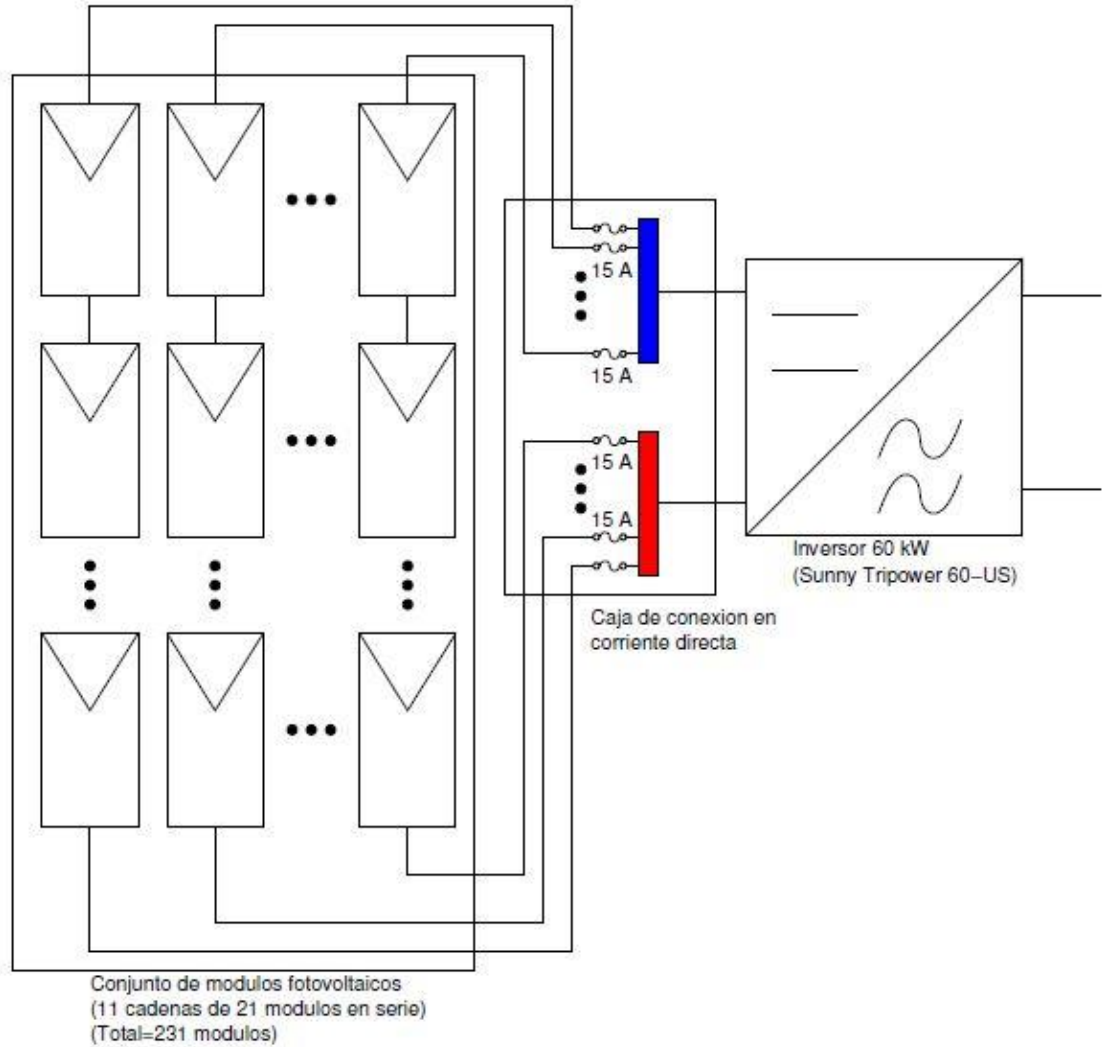 15 A
15 A
15 A
15 A
Inversor 60 kW
(Sunny Tripower 60-US)
Caja de conexion en
corriente directa
Conjunto de modulos fotovoltaicos
(11 cadenas de 21 modulos en serie)
(Total=231 modulos)